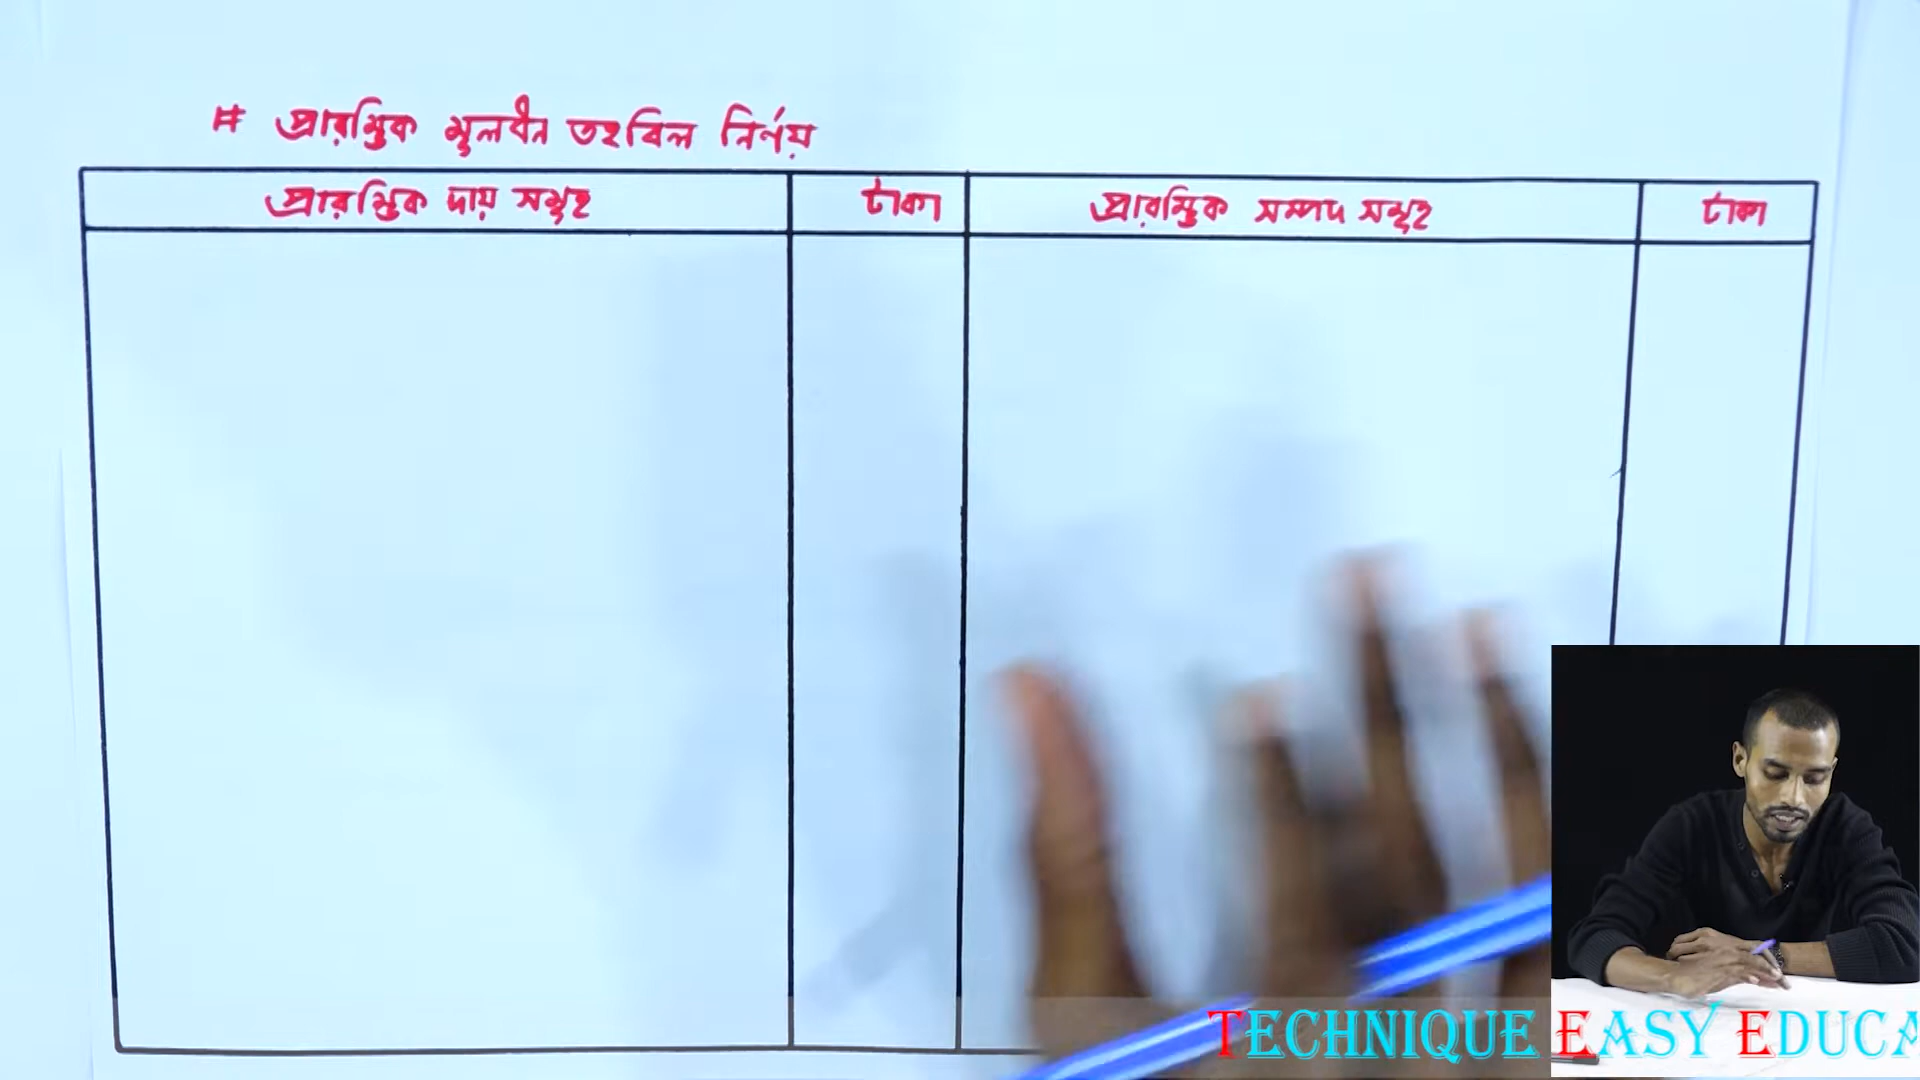 # প্রারম্ভিক মূলধন তহবিল নির্ণয়
প্রারম্ভিক দায় সমূহ টাকা প্রারম্ভিক সম্পদ সমূহ টাকা
TECHNIQUE EASY EDUCA